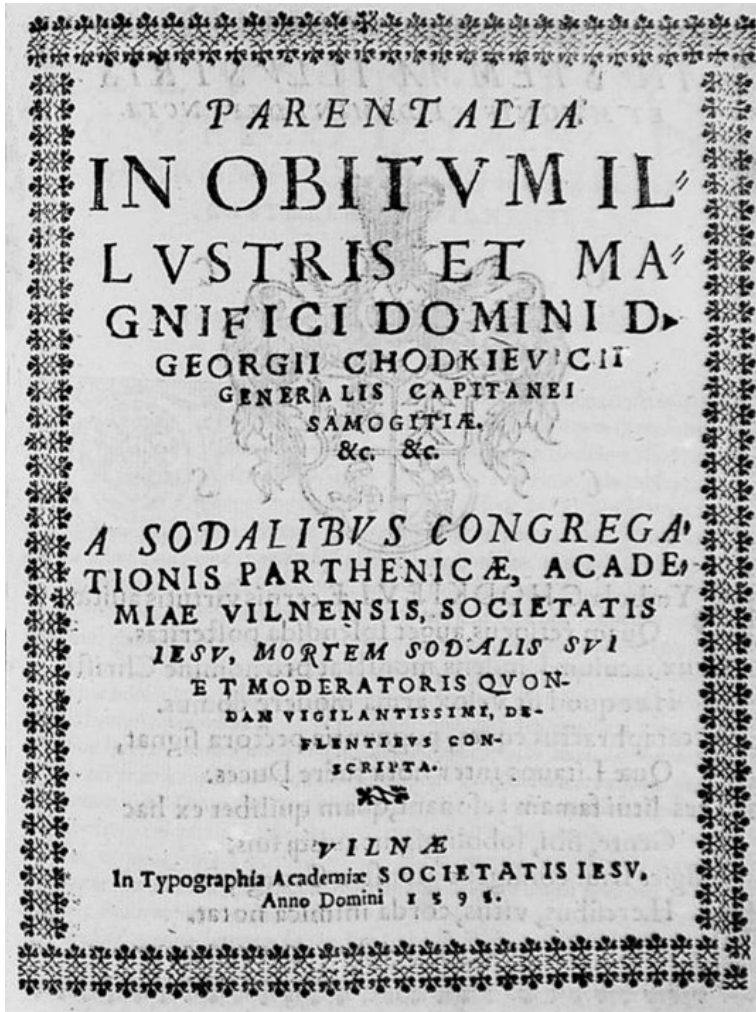 PARENTALIA
IN OBITVM IL-
LVSTRIS ET MA-
GNIFICI DOMINI D.
GEORGII CHODKIEVICII
GENERALIS CAPITANEI
SAMOGITIÆ.
&c. &c.
A SODALIBVS CONGREGA-
TIONIS PARTHENICÆ, ACADE-
MIAE VILNENSIS, SOCIETATIS
IESV, MORTEM SODALIS SVI
ET MODERATORIS QVON-
DAM VIGILANTISSIMI, DE-
FLENTIBVS CON-
SCRIPTA.
VILNÆ
In Typographia Academiæ SOCIETATIS IESV,
Anno Domini